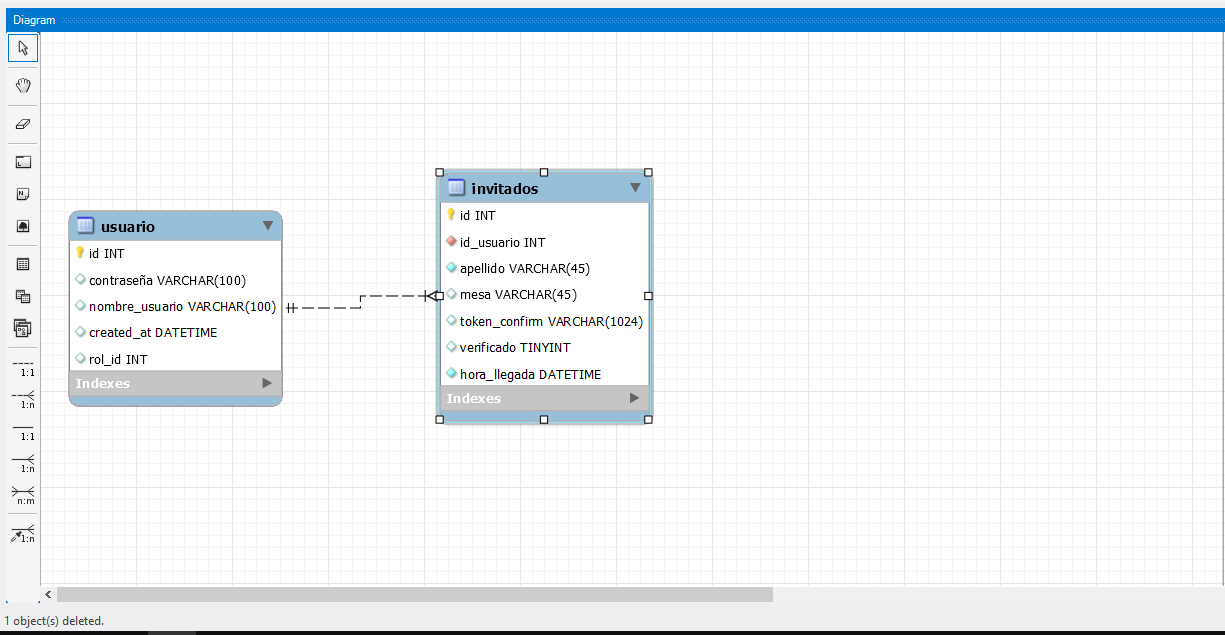 Diagram
1:1
1:n
1:1
1:n
n:m
1:n
usuario
id INT
contraseña VARCHAR(100)
nombre_usuario VARCHAR(100)
created_at DATETIME
rol_id INT
Indexes
invitados
id INT
id_usuario INT
apellido VARCHAR(45)
mesa VARCHAR(45)
token_confirm VARCHAR(1024)
verificado TINYINT
hora_llegada DATETIME
Indexes
1 object(s) deleted.